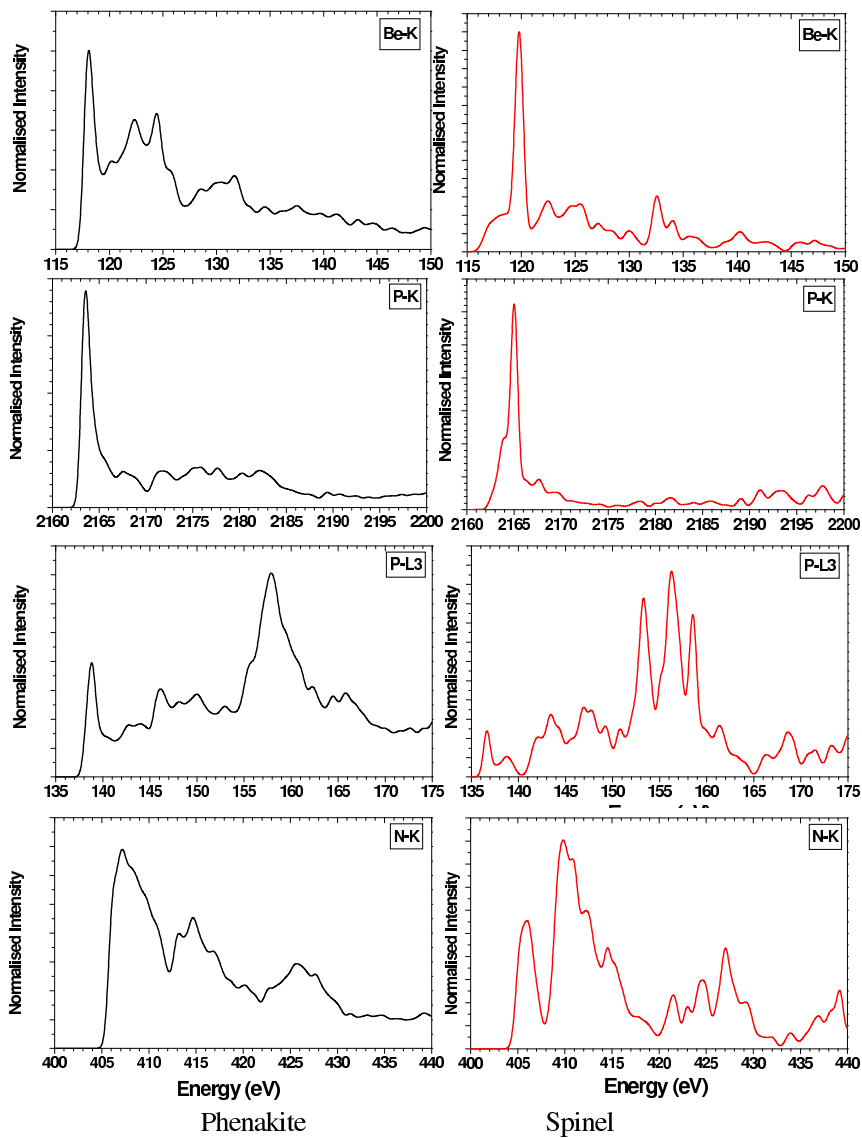 Be-K
Normalised Intensity
115 120 125 130 135 140 145 150
Be-K
Normalised Intensity
115 120 125 130 135 140 145 150
P-K
Normalised Intensity
2160 2165 2170 2175 2180 2185 2190 2195 2200
P-K
Normalised Intensity
2160 2165 2170 2175 2180 2185 2190 2195 2200
P-L3
Normalised Intensity
135 140 145 150 155 160 165 170 175
P-L3
Normalised Intensity
135 140 145 150 155 160 165 170 175
N-K
Normalised Intensity
400 405 410 415 420 425 430 435 440
Energy (eV)
N-K
Normalised Intensity
400 405 410 415 420 425 430 435 440
Energy (eV)
Phenakite
Spinel